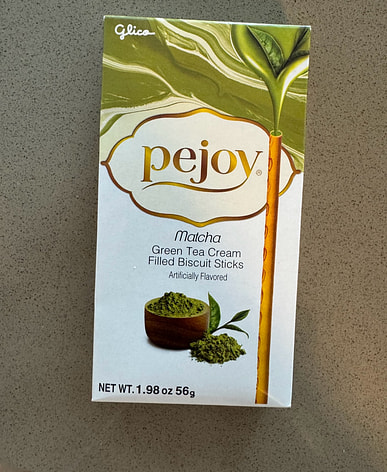 Glico
pejoy®
Matcha
Green Tea Cream
Filled Biscuit Sticks
Artificially Flavored
NET WT. 1.98 oz 56g